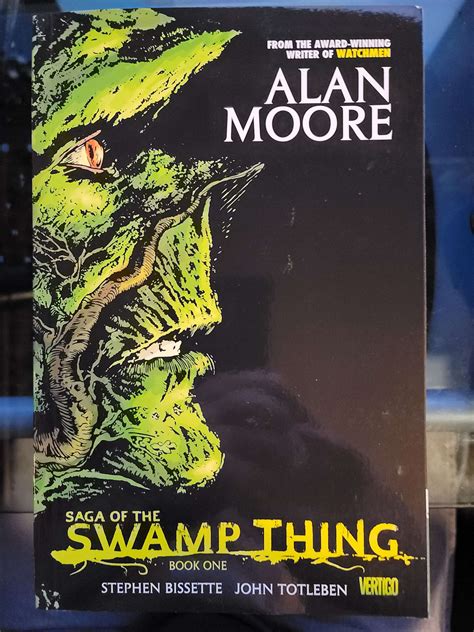 FROM THE AWARD-WINNING
WRITER OF WATCHMEN
ALAN
MOORE
SAGA OF THE
SWAMP THING
BOOK ONE
STEPHEN BISSETTE JOHN TOTLEBEN VERTIGO